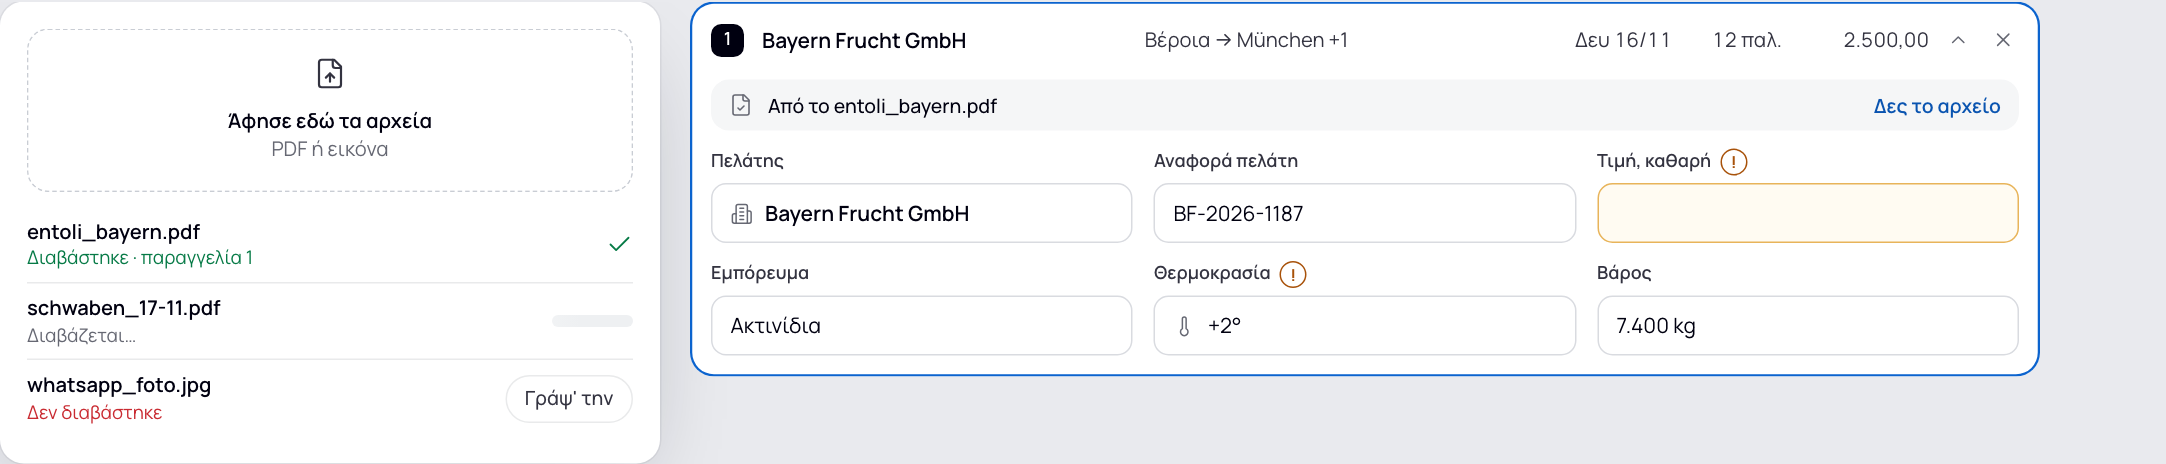 Άφησε εδώ τα αρχεία
PDF ή εικόνα
entoli_bayern.pdf
Διαβάστηκε · παραγγελία 1
schwaben_17-11.pdf
Διαβάζεται...
whatsapp_foto.jpg
Δεν διαβάστηκε
Γράψ' την
1 Bayern Frucht GmbH Βέροια → München +1 Δευ 16/11 12 παλ. 2.500,00
Από το entoli_bayern.pdf Δες το αρχείο
Πελάτης Αναφορά πελάτη Τιμή, καθαρή !
Bayern Frucht GmbH BF-2026-1187
Εμπόρευμα Θερμοκρασία ! Βάρος
Ακτινίδια +2° 7.400 kg